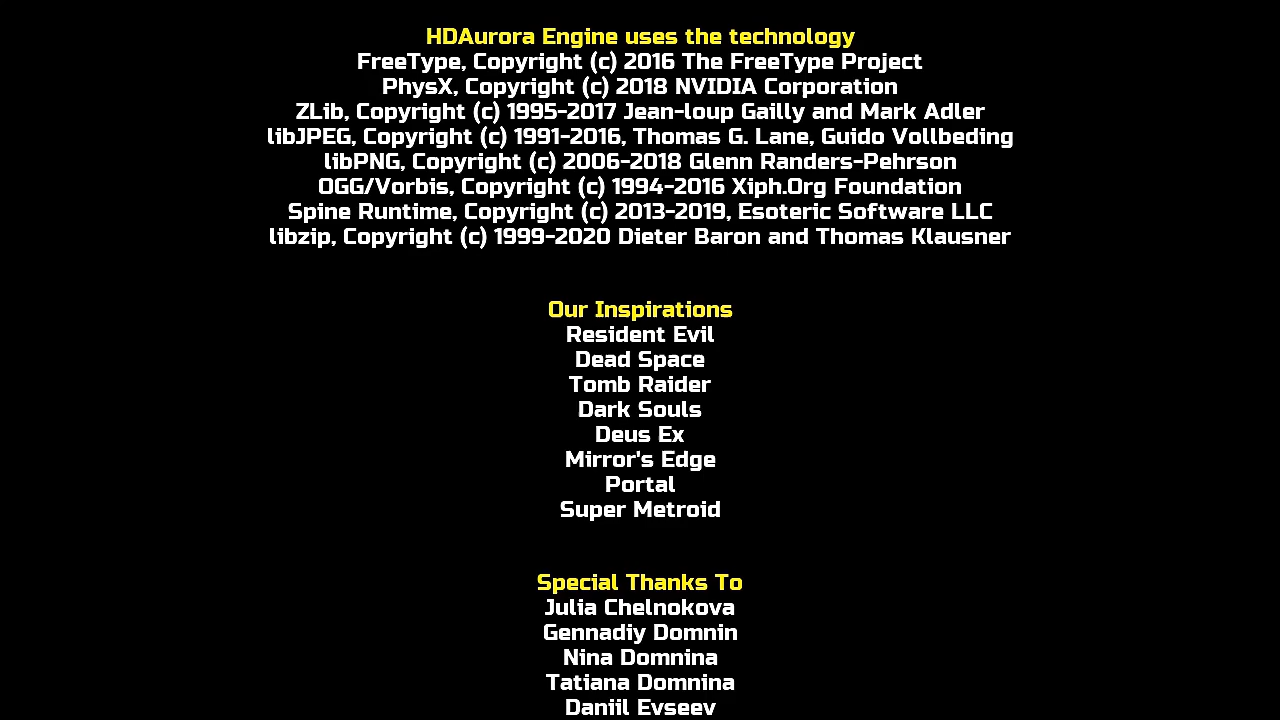 HDAurora Engine uses the technology
FreeType, Copyright (c) 2016 The FreeType Project
PhysX, Copyright (c) 2018 NVIDIA Corporation
ZLib, Copyright (c) 1995-2017 Jean-loup Gailly and Mark Adler
libJPEG, Copyright (c) 1991-2016, Thomas G. Lane, Guido Vollbeding
libPNG, Copyright (c) 2006-2018 Glenn Randers-Pehrson
OGG/Vorbis, Copyright (c) 1994-2016 Xiph.Org Foundation
Spine Runtime, Copyright (c) 2013-2019, Esoteric Software LLC
libzip, Copyright (c) 1999-2020 Dieter Baron and Thomas Klausner
Our Inspirations
Resident Evil
Dead Space
Tomb Raider
Dark Souls
Deus Ex
Mirror's Edge
Portal
Super Metroid
Special Thanks To
Julia Chelnokova
Gennadiy Domnin
Nina Domnina
Tatiana Domnina
Daniil Evseev